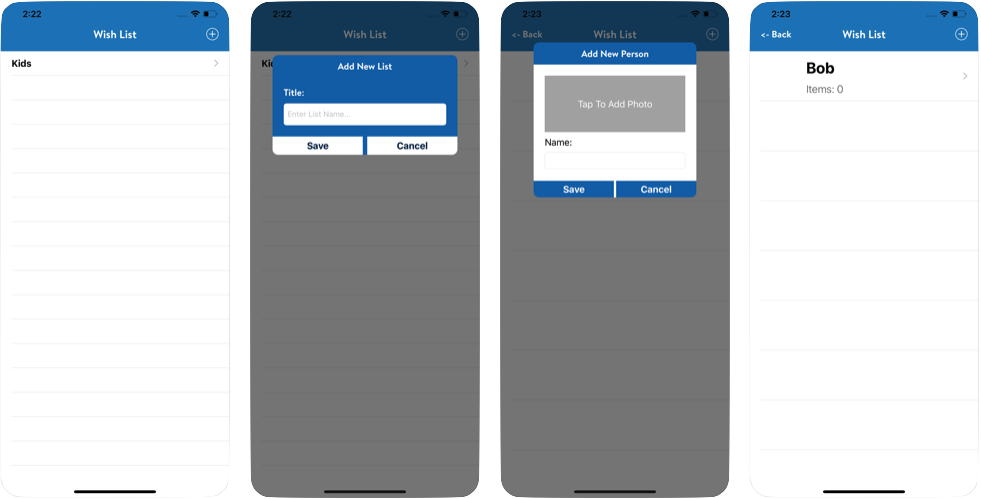 2:22
Wish List
Kids
2:22
Wish List
Ki
Add New List
Title:
Enter List Name...
Save
Cancel
2:23
<- Back
Wish List
Add New Person
Tap To Add Photo
Name:
Save
Cancel
2:23
<- Back
Wish List
Bob
Items: 0